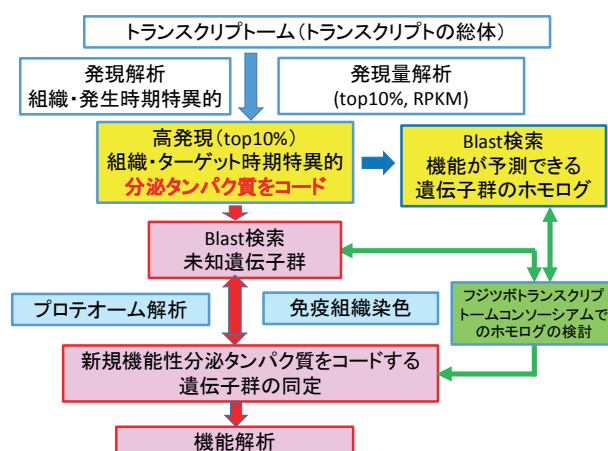 トランスクリプトーム(トランスクリプトの総体)
発現解析
組織・発生時期特異的
発現量解析
(top10%, RPKM)
高発現(top10%)
組織・ターゲット時期特異的
分泌タンパク質をコード
Blast検索
機能が予測できる
遺伝子群のホモログ
Blast検索
未知遺伝子群
プロテオーム解析
免疫組織染色
フジツボトランスクリプ
トームコンソーシアムで
のホモログの検討
新規機能性分泌タンパク質をコードする
遺伝子群の同定
機能解析